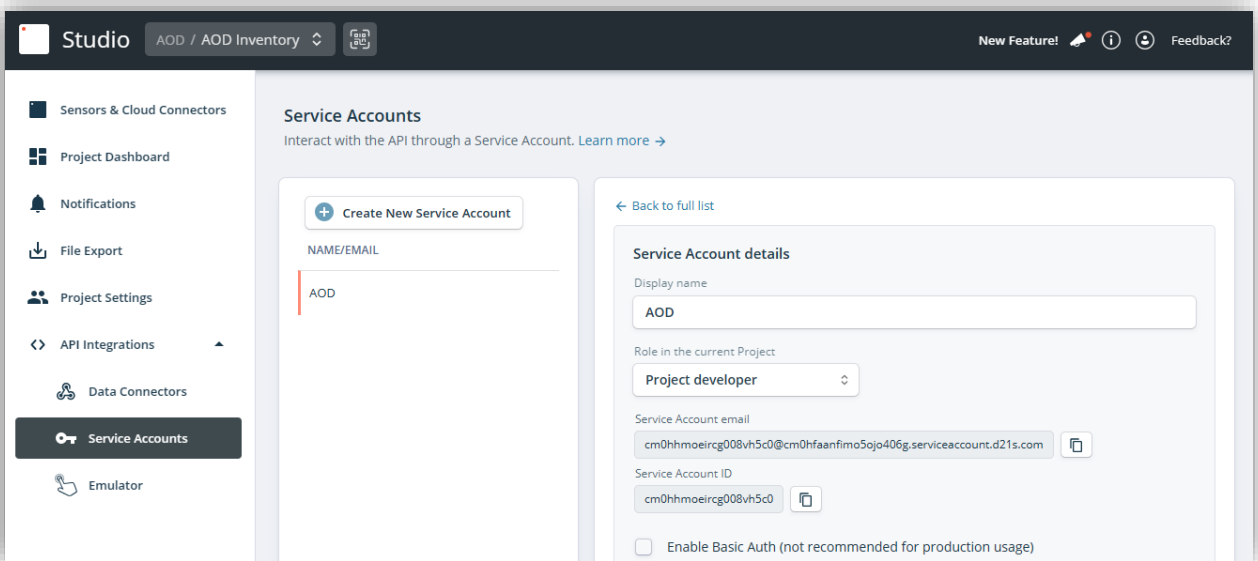 Studio
AOD / AOD Inventory
New Feature!
Feedback?
Sensors & Cloud Connectors
Project Dashboard
Notifications
File Export
Project Settings
API Integrations
Data Connectors
Service Accounts
Emulator
Service Accounts
Interact with the API through a Service Account. Learn more →
Create New Service Account
NAME/EMAIL
AOD
← Back to full list
Service Account details
Display name
AOD
Role in the current Project
Project developer
Service Account email
cm0hhmoeircg008vh5c0@cm0hfaanfimo5ojo406g.serviceaccount.d21s.com
Service Account ID
cm0hhmoeircg008vh5c0
Enable Basic Auth (not recommended for production usage)